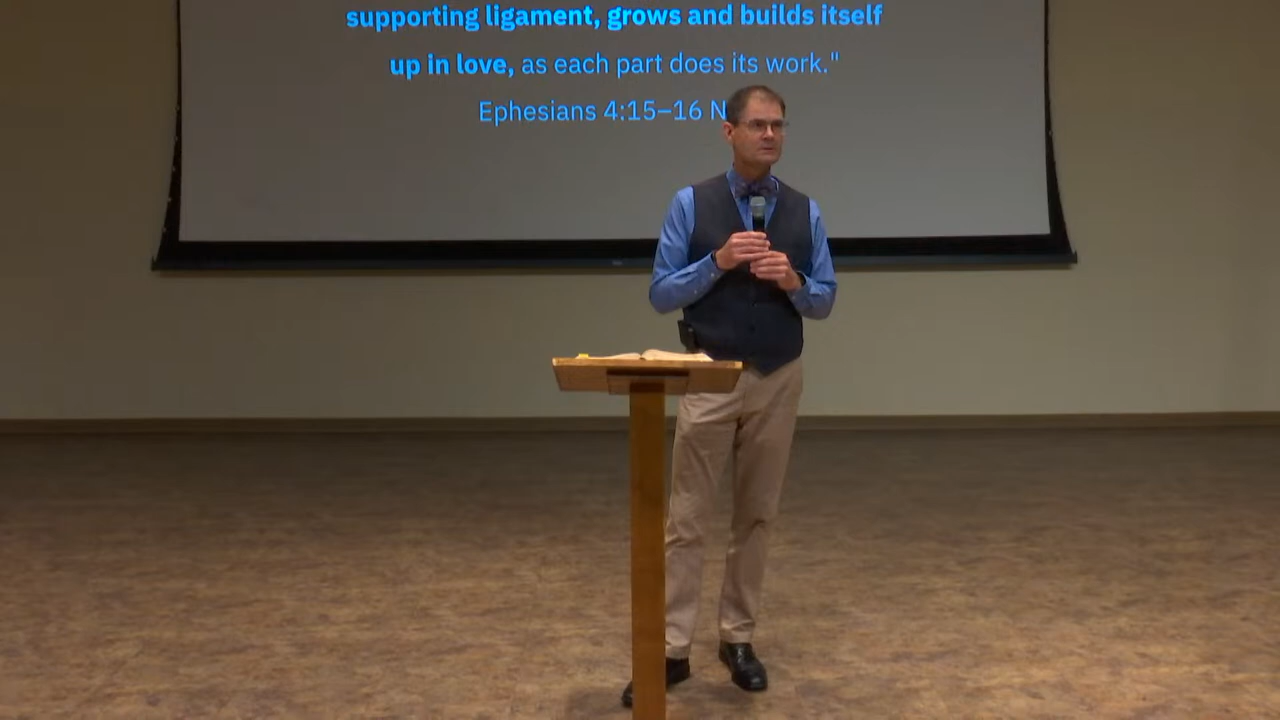 supporting ligament, grows and builds itself
up in love, as each part does its work."
Ephesians 4:15–16 N